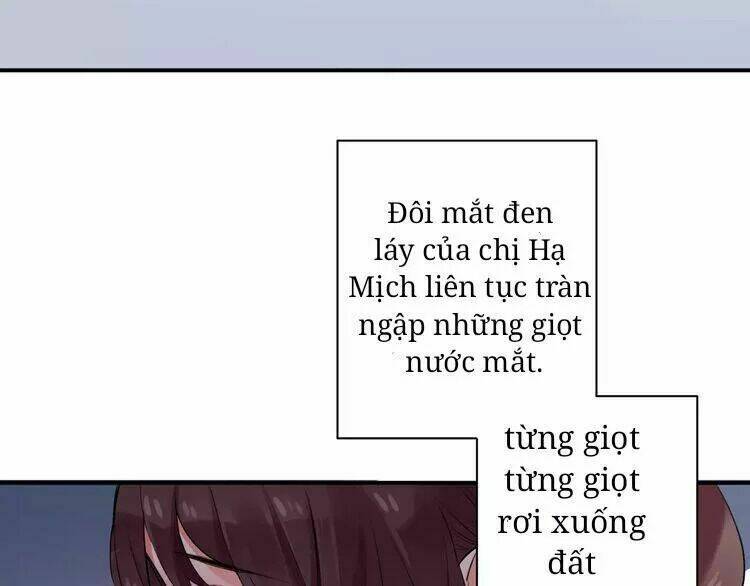 Đôi mắt đen
láy của chị Hạ
Mịch liên tục tràn
ngập những giọt
nước mắt.
từng giọt
từng giọt
rơi xuống
đất